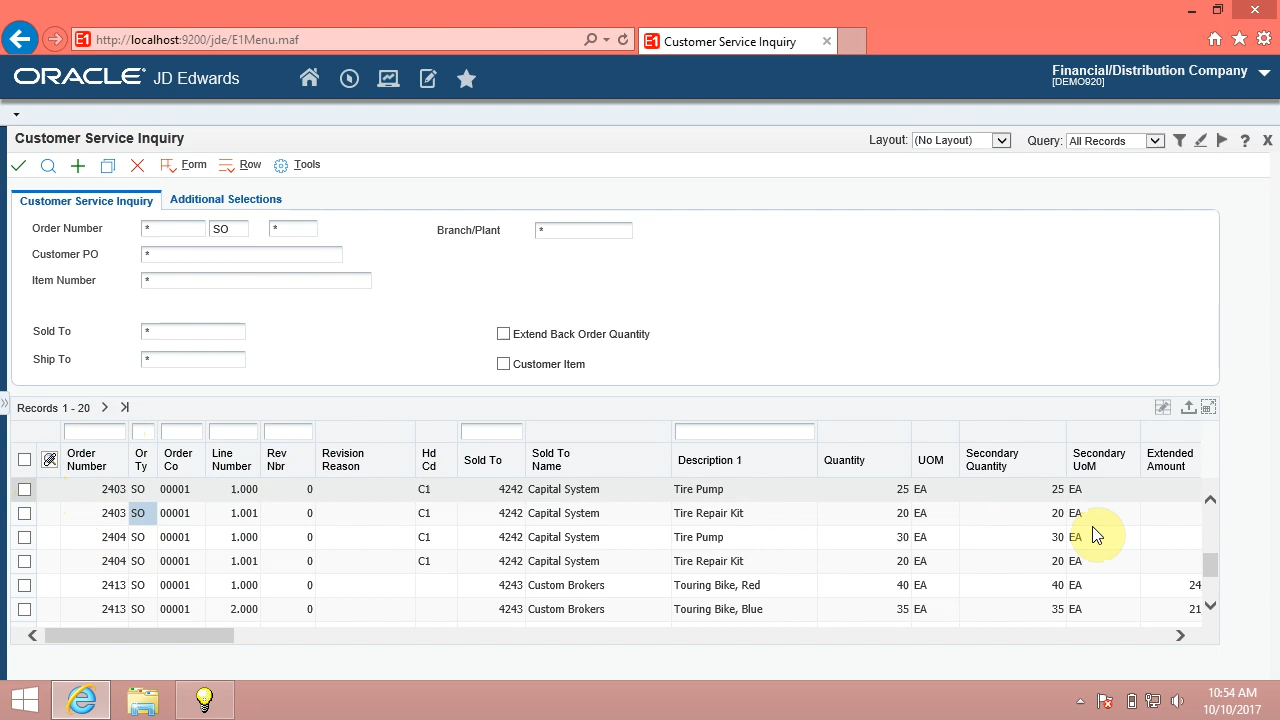 http://localhost:9200/jde/E1Menu.maf
E1 Customer Service Inquiry
ORACLE JD Edwards
Financial/Distribution Company
[DEMO920]
Customer Service Inquiry
Layout: (No Layout) Query: All Records
Form Row Tools
Customer Service Inquiry Additional Selections
Order Number * SO * Branch/Plant *
Customer PO *
Item Number *
Sold To * Extend Back Order Quantity
Ship To * Customer Item
Records 1 - 20
Order Number Or Ty Order Co Line Number Rev Nbr Revision Reason Hd Cd Sold To Sold To Name Description 1 Quantity UOM Secondary Quantity Secondary UoM Extended Amount
2403 SO 00001 1.000 0 C1 4242 Capital System Tire Pump 25 EA 25 EA
2403 SO 00001 1.001 0 C1 4242 Capital System Tire Repair Kit 20 EA 20 EA
2404 SO 00001 1.000 0 C1 4242 Capital System Tire Pump 30 EA 30 EA
2404 SO 00001 1.001 0 C1 4242 Capital System Tire Repair Kit 20 EA 20 EA
2413 SO 00001 1.000 0 4243 Custom Brokers Touring Bike, Red 40 EA 40 EA 24
2413 SO 00001 2.000 0 4243 Custom Brokers Touring Bike, Blue 35 EA 35 EA 21
10:54 AM
10/10/2017